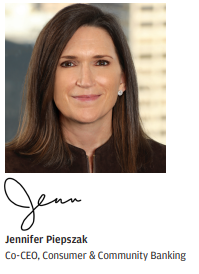 Jenn
Jennifer Piepszak
Co-CEO, Consumer & Community Banking